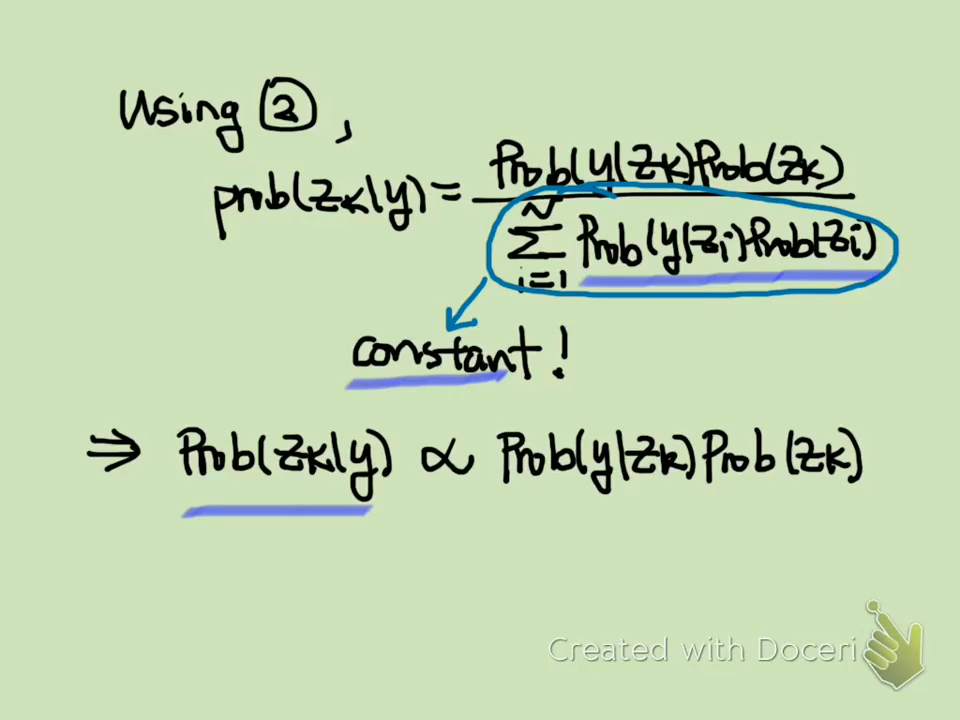 Using ②,
prob(zk|y) = Prob(y|zk)Prob(zk)
N
Σ Prob(y|zi)Prob(zi)
i=1
constant!
⇒ Prob(zk|y) ∝ Prob(y|zk)Prob(zk)
Created with Doceri